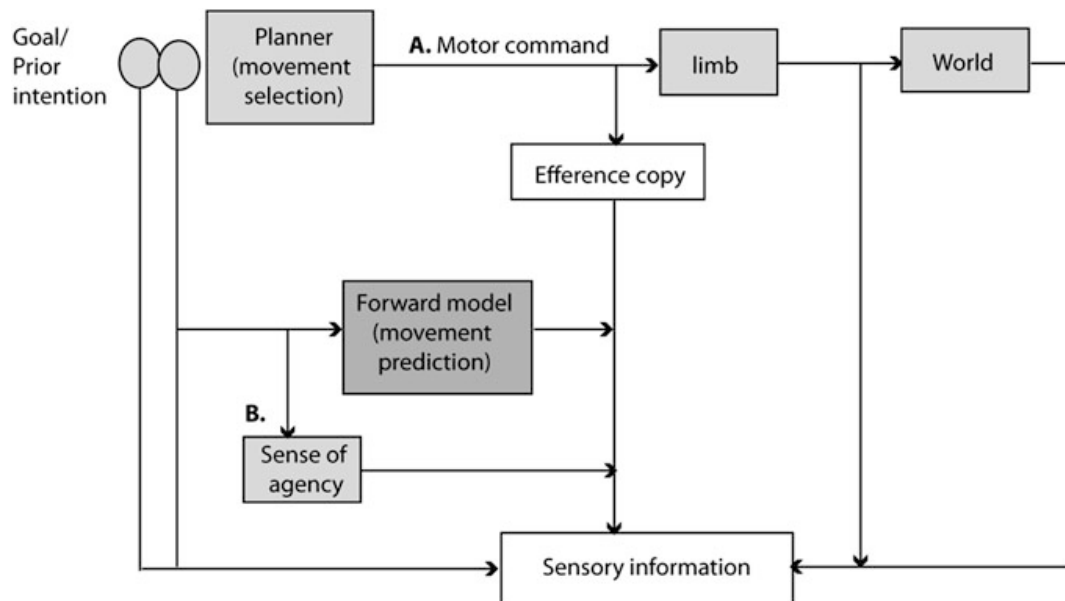 Goal/
Prior
intention
Planner
(movement
selection)
A. Motor command
limb
World
Efference copy
Forward model
(movement
prediction)
B.
Sense of
agency
Sensory information